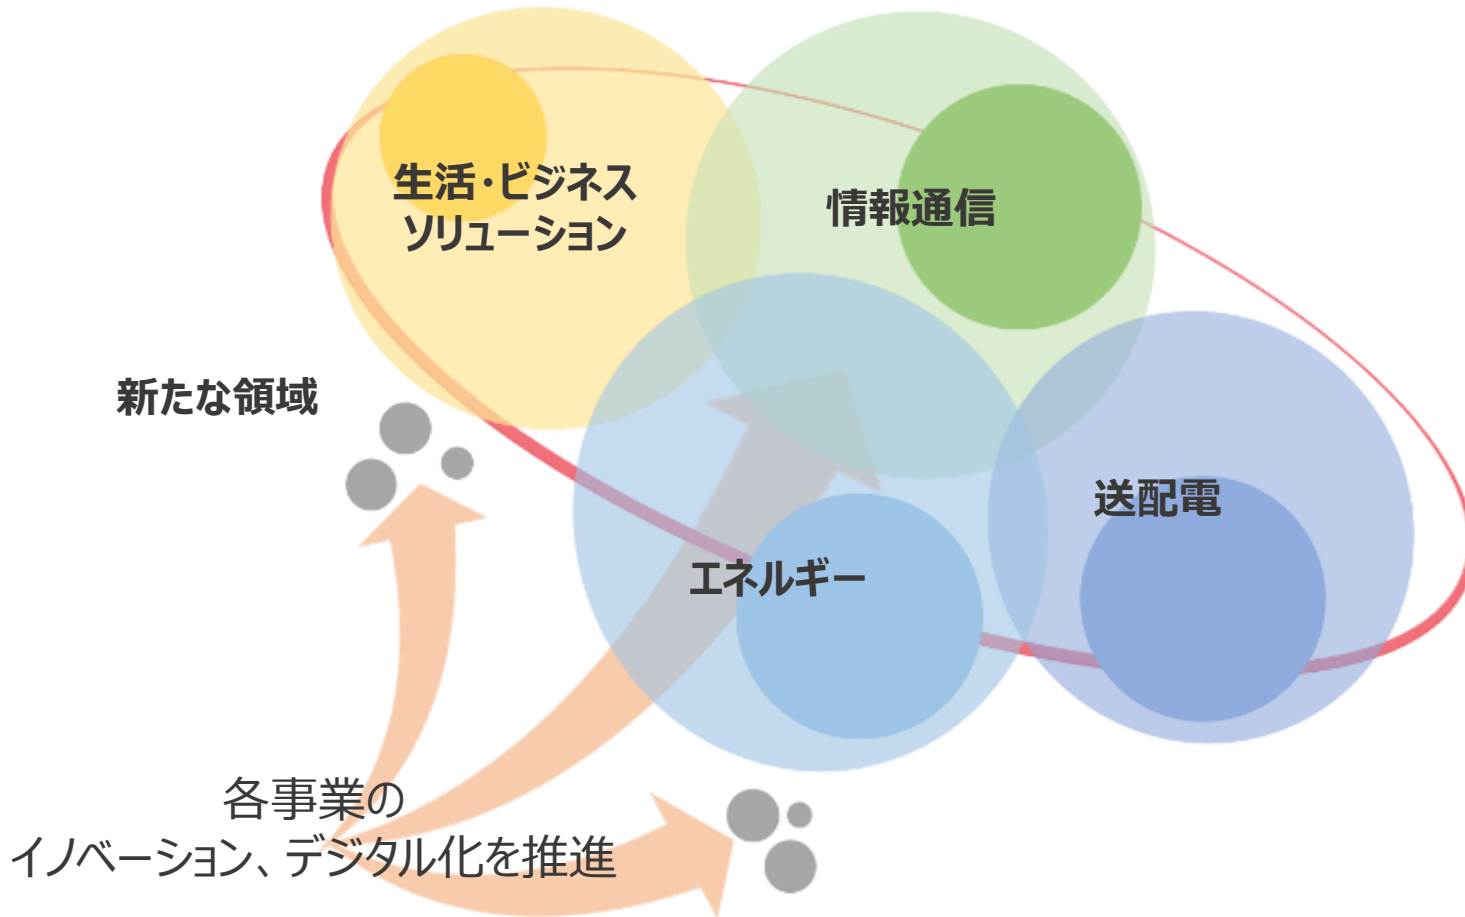 生活・ビジネス
ソリューション
情報通信
新たな領域
送配電
エネルギー
各事業の
イノベーション、デジタル化を推進